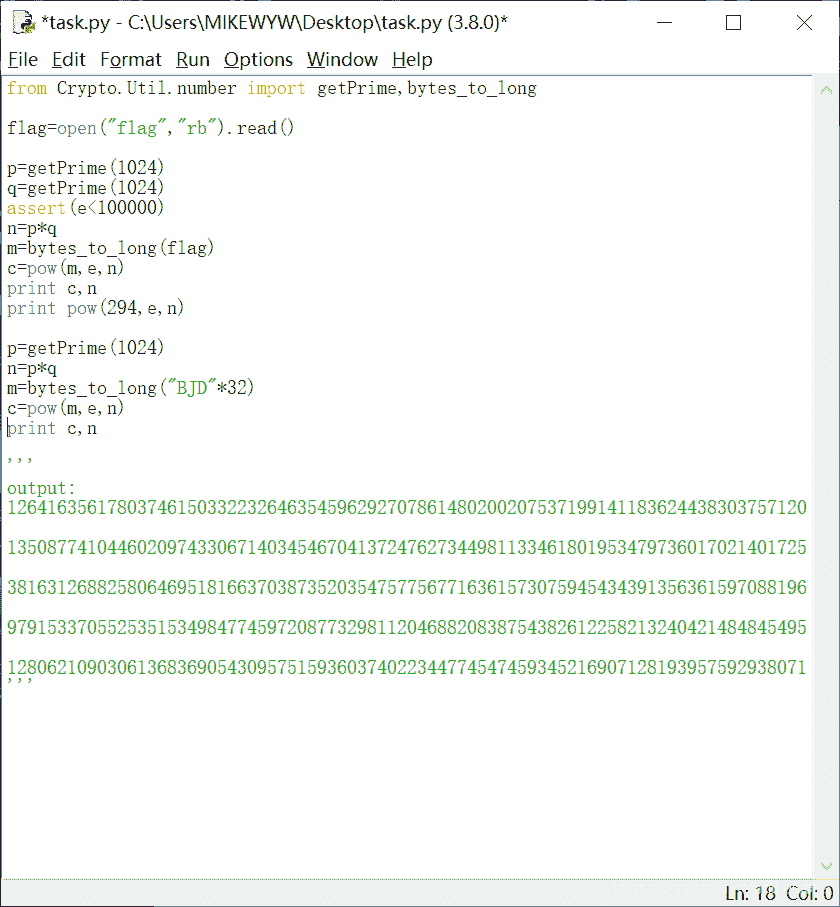 *task.py - C:\Users\MIKEWYW\Desktop\task.py (3.8.0)*
File Edit Format Run Options Window Help
from Crypto.Util.number import getPrime,bytes_to_long
flag=open("flag","rb").read()
p=getPrime(1024)
q=getPrime(1024)
assert(e<100000)
n=p*q
m=bytes_to_long(flag)
c=pow(m,e,n)
print c,n
print pow(294,e,n)
p=getPrime(1024)
n=p*q
m=bytes_to_long("BJD"*32)
c=pow(m,e,n)
print c,n
'''
output:
12641635617803746150332232646354596292707861480200207537199141183624438303757120
13508774104460209743306714034546704137247627344981133461801953479736017021401725
38163126882580646951816637038735203547577567716361573075945434391356361597088196
97915337055253515349847745972087732981120468820838754382612258213240421484845495
12806210903061368369054309575159360374022344774547459345216907128193957592938071
'''
Ln: 18 Col: 0